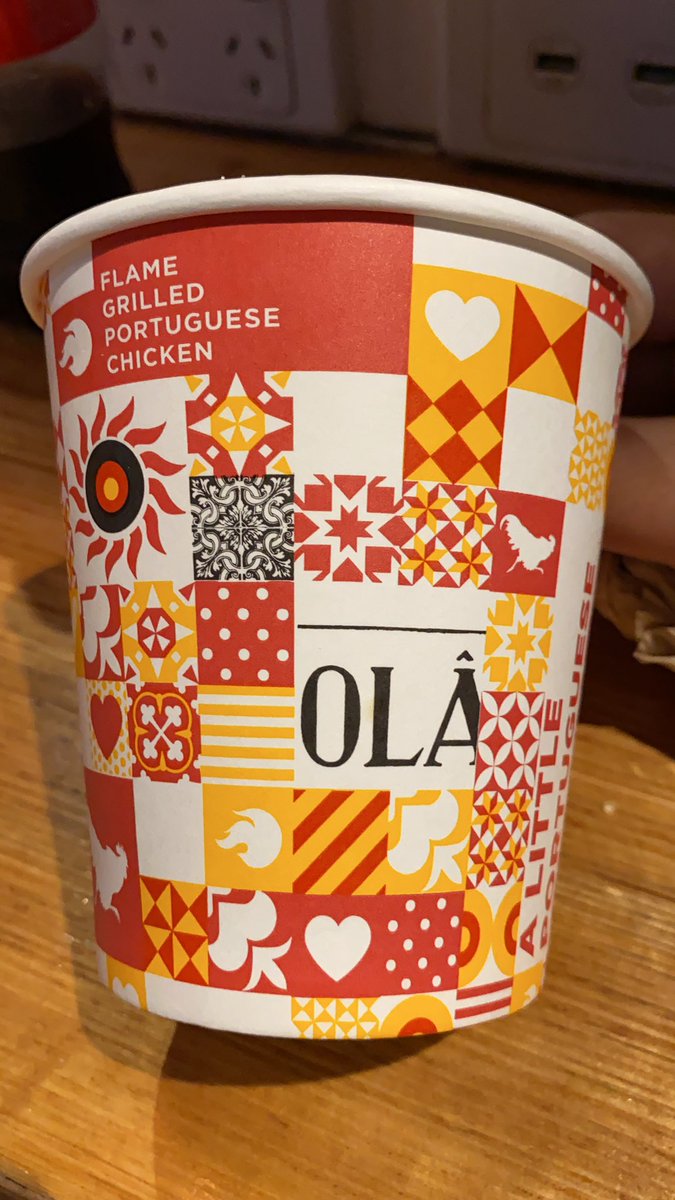 FLAME
GRILLED
PORTUGUESE
CHICKEN
OLÂ
A LITTLE
PORTUGUESE